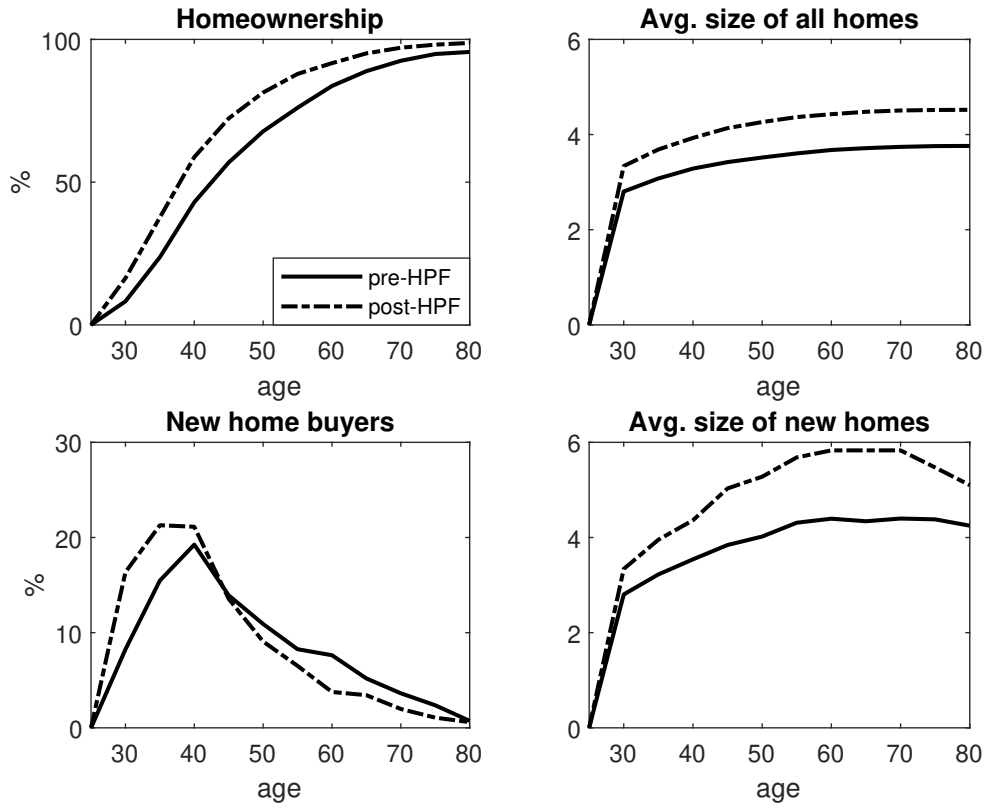 Homeownership
100
50
0
%
30 40 50 60 70 80
age
pre-HPF
post-HPF
Avg. size of all homes
6
4
2
0
30 40 50 60 70 80
age
New home buyers
30
20
10
0
%
30 40 50 60 70 80
age
Avg. size of new homes
6
4
2
0
30 40 50 60 70 80
age